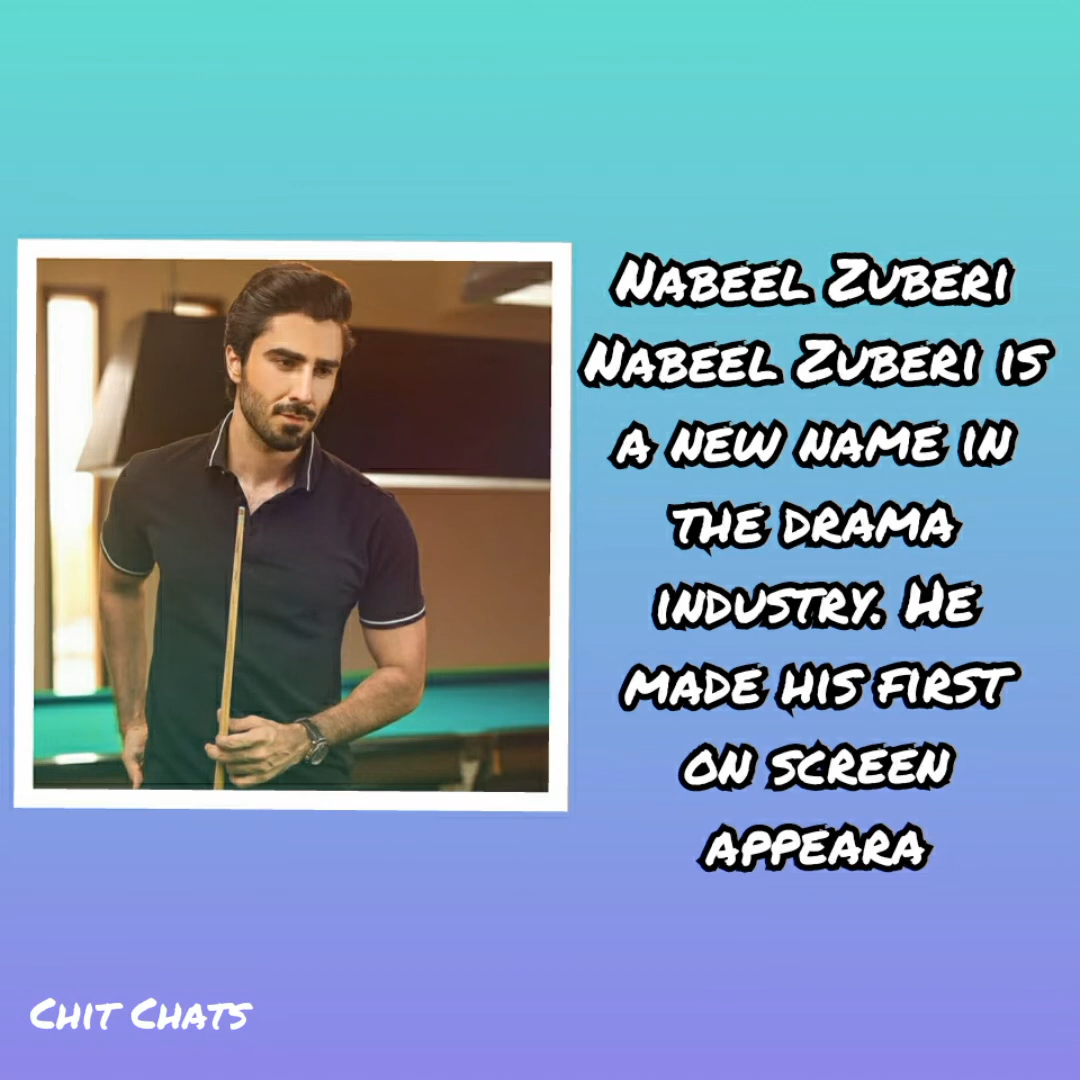 Nabeel Zuberi
Nabeel Zuberi is
a new name in
the drama
industry. He
made his first
on screen
appeara
Chit Chats